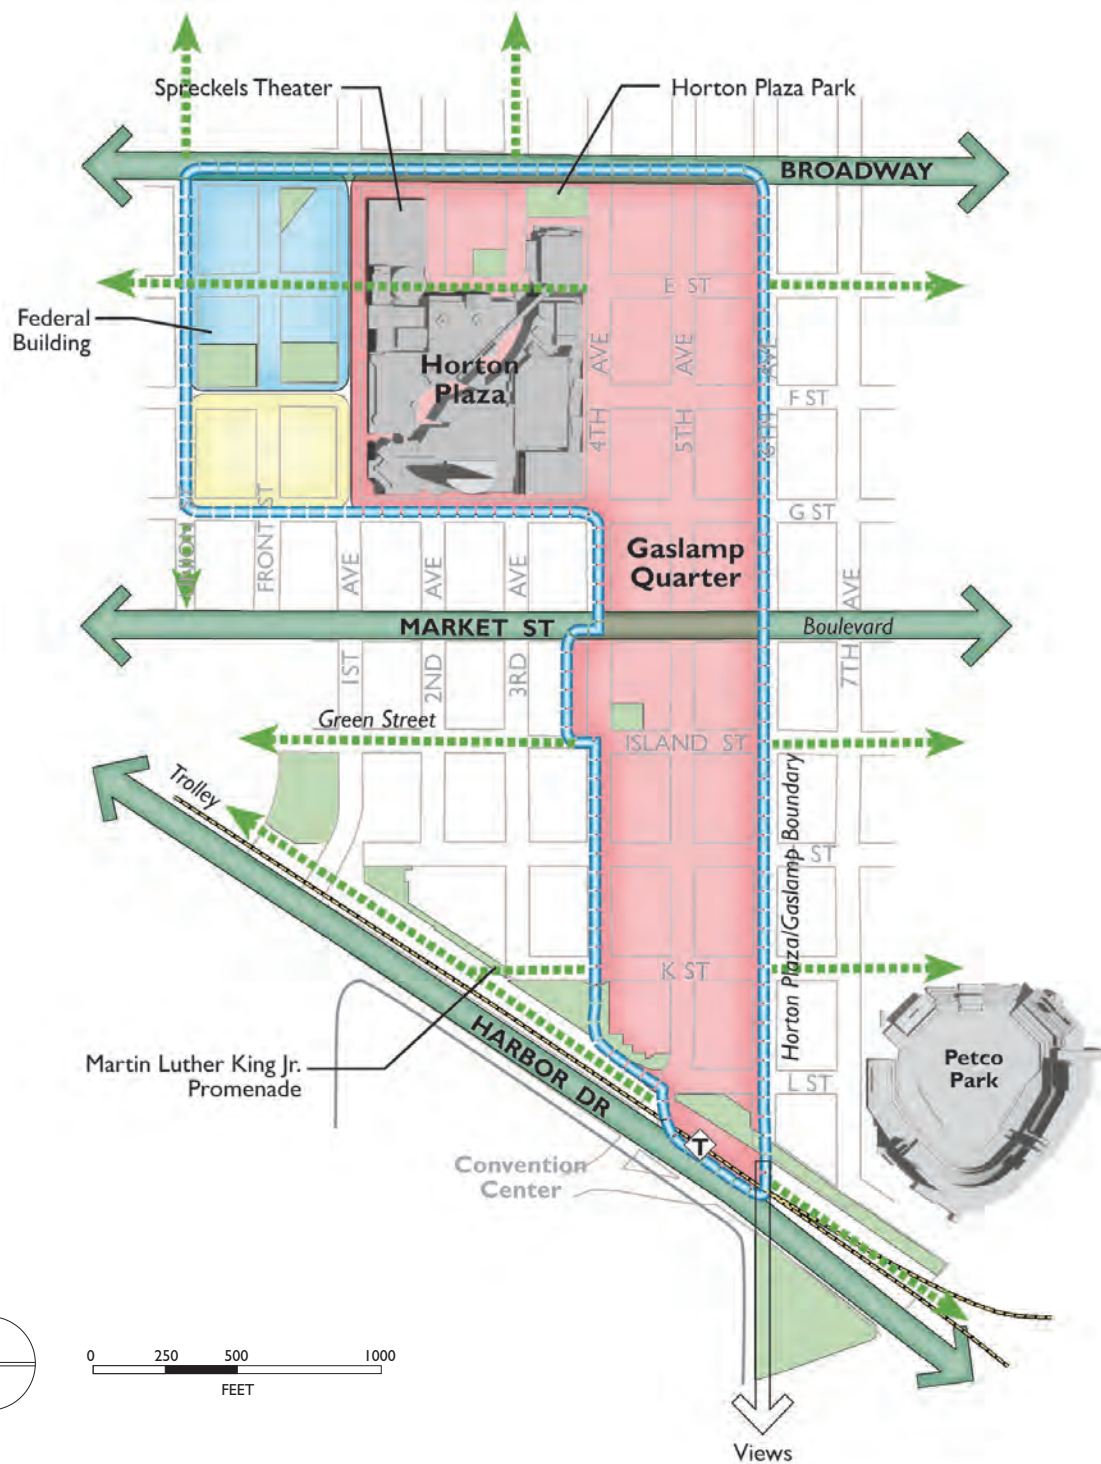 Spreckels Theater
Horton Plaza Park
BROADWAY
E ST
Federal
Building
Horton
Plaza
4TH AVE
5TH AVE
6TH AVE
F ST
G ST
UNION
FRONT ST
1ST AVE
2ND AVE
3RD AVE
Gaslamp
Quarter
7TH AVE
MARKET ST
Boulevard
Green Street
ISLAND ST
Trolley
Horton Plaza/Gaslamp Boundary
ST
K ST
HARBOR DR
Martin Luther King Jr.
Promenade
L ST
Petco
Park
T
Convention
Center
0 250 500 1000
FEET
Views